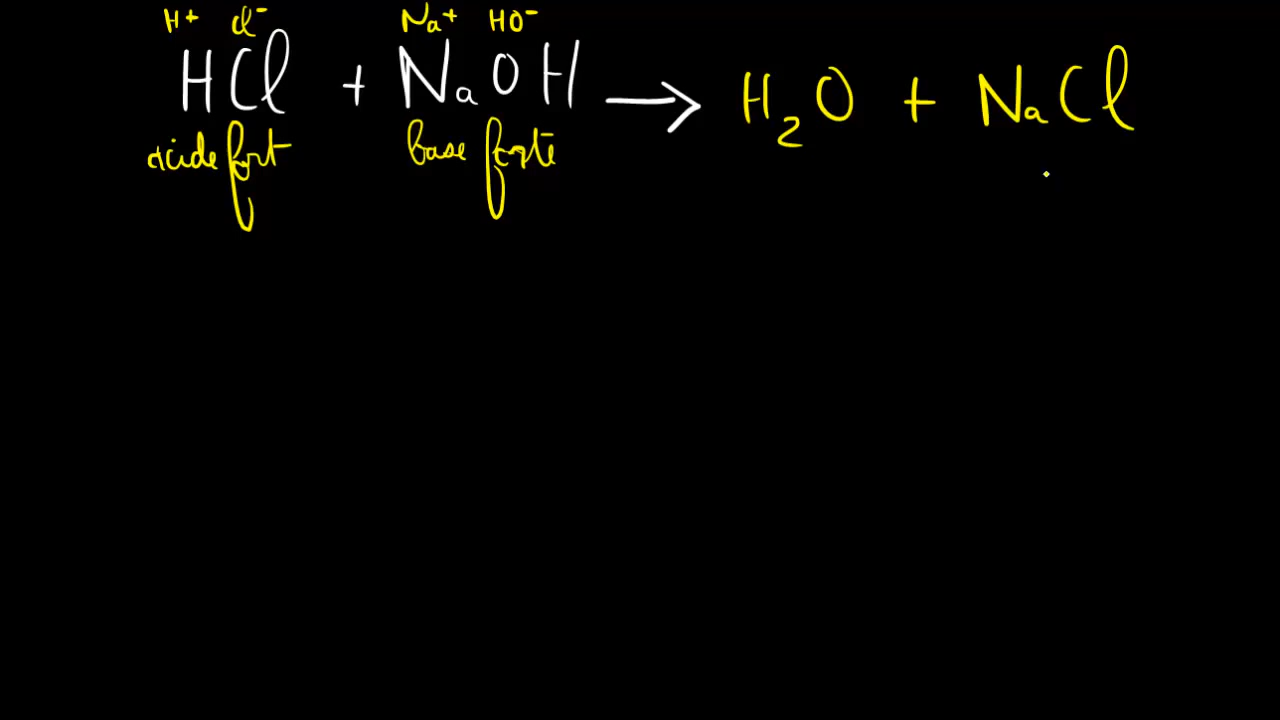 H+ Cl- Na+ HO-
HCl + NaOH → H2O + NaCl
acide fort base forte